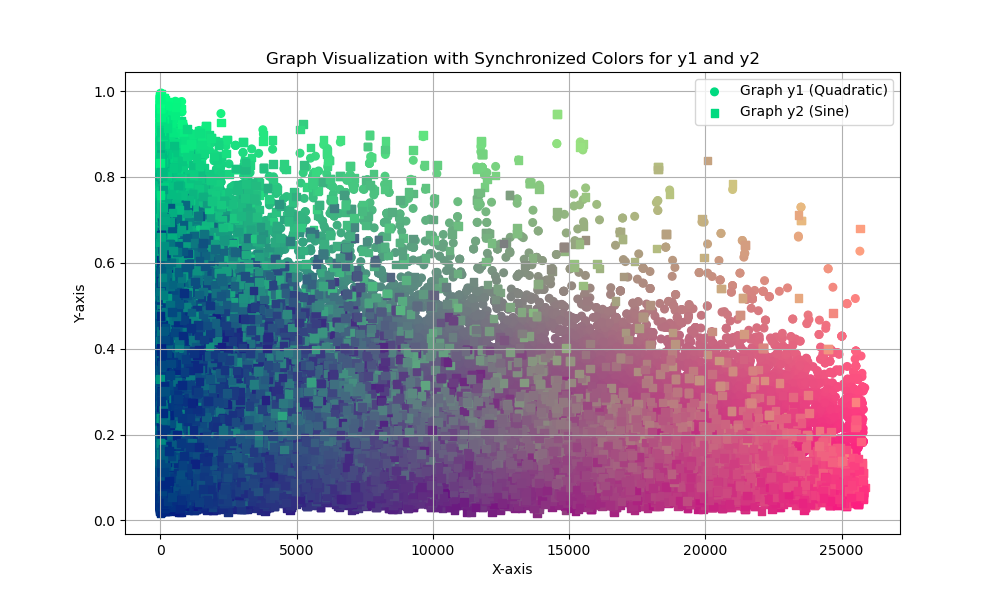 Graph Visualization with Synchronized Colors for y1 and y2
Graph y1 (Quadratic)
Graph y2 (Sine)
Y-axis
1.0
0.8
0.6
0.4
0.2
0.0
0 5000 10000 15000 20000 25000
X-axis